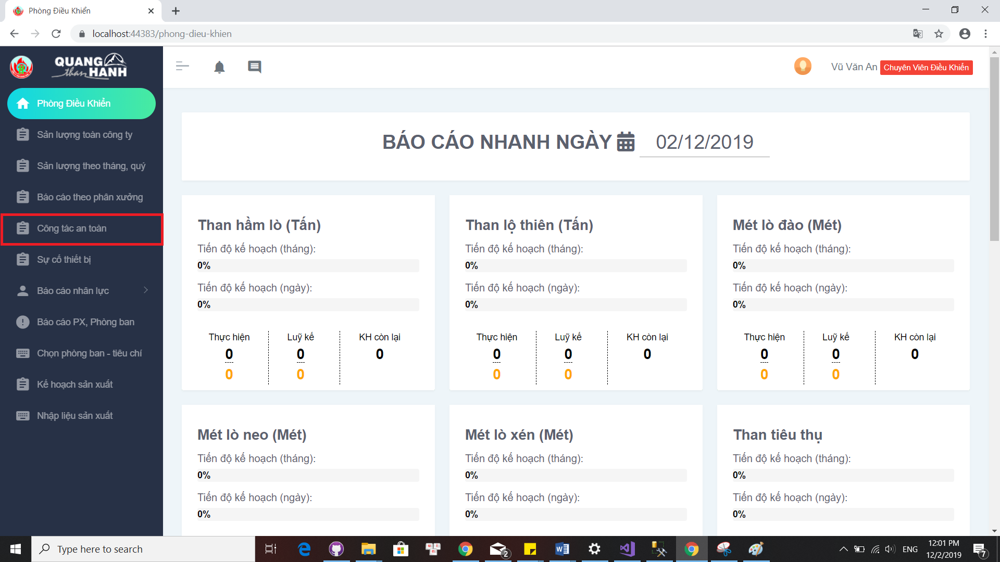 Phòng Điều Khiển
localhost:44383/phong-dieu-khien
QUANG
than HANH
Vũ Văn An Chuyên Viên Điều Khiển
Phòng Điều Khiển
Sản lượng toàn công ty
Sản lượng theo tháng, quý
Báo cáo theo phân xưởng
Công tác an toàn
Sự cố thiết bị
Báo cáo nhân lực
Báo cáo PX, Phòng ban
Chọn phòng ban - tiêu chí
Kế hoạch sản xuất
Nhập liệu sản xuất
BÁO CÁO NHANH NGÀY 02/12/2019
Than hầm lò (Tấn)
Tiến độ kế hoạch (tháng):
0%
Tiến độ kế hoạch (ngày):
0%
Thực hiện Luỹ kế KH còn lại
0 0 0
0 0
Than lộ thiên (Tấn)
Tiến độ kế hoạch (tháng):
0%
Tiến độ kế hoạch (ngày):
0%
Thực hiện Luỹ kế KH còn lại
0 0 0
0 0
Mét lò đào (Mét)
Tiến độ kế hoạch (tháng):
0%
Tiến độ kế hoạch (ngày):
0%
Thực hiện Luỹ kế KH còn lại
0 0 0
0 0
Mét lò neo (Mét)
Tiến độ kế hoạch (tháng):
0%
Tiến độ kế hoạch (ngày):
0%
Mét lò xén (Mét)
Tiến độ kế hoạch (tháng):
0%
Tiến độ kế hoạch (ngày):
0%
Than tiêu thụ
Tiến độ kế hoạch (tháng):
0%
Tiến độ kế hoạch (ngày):
0%
Type here to search
2
ENG
12:01 PM
12/2/2019
7